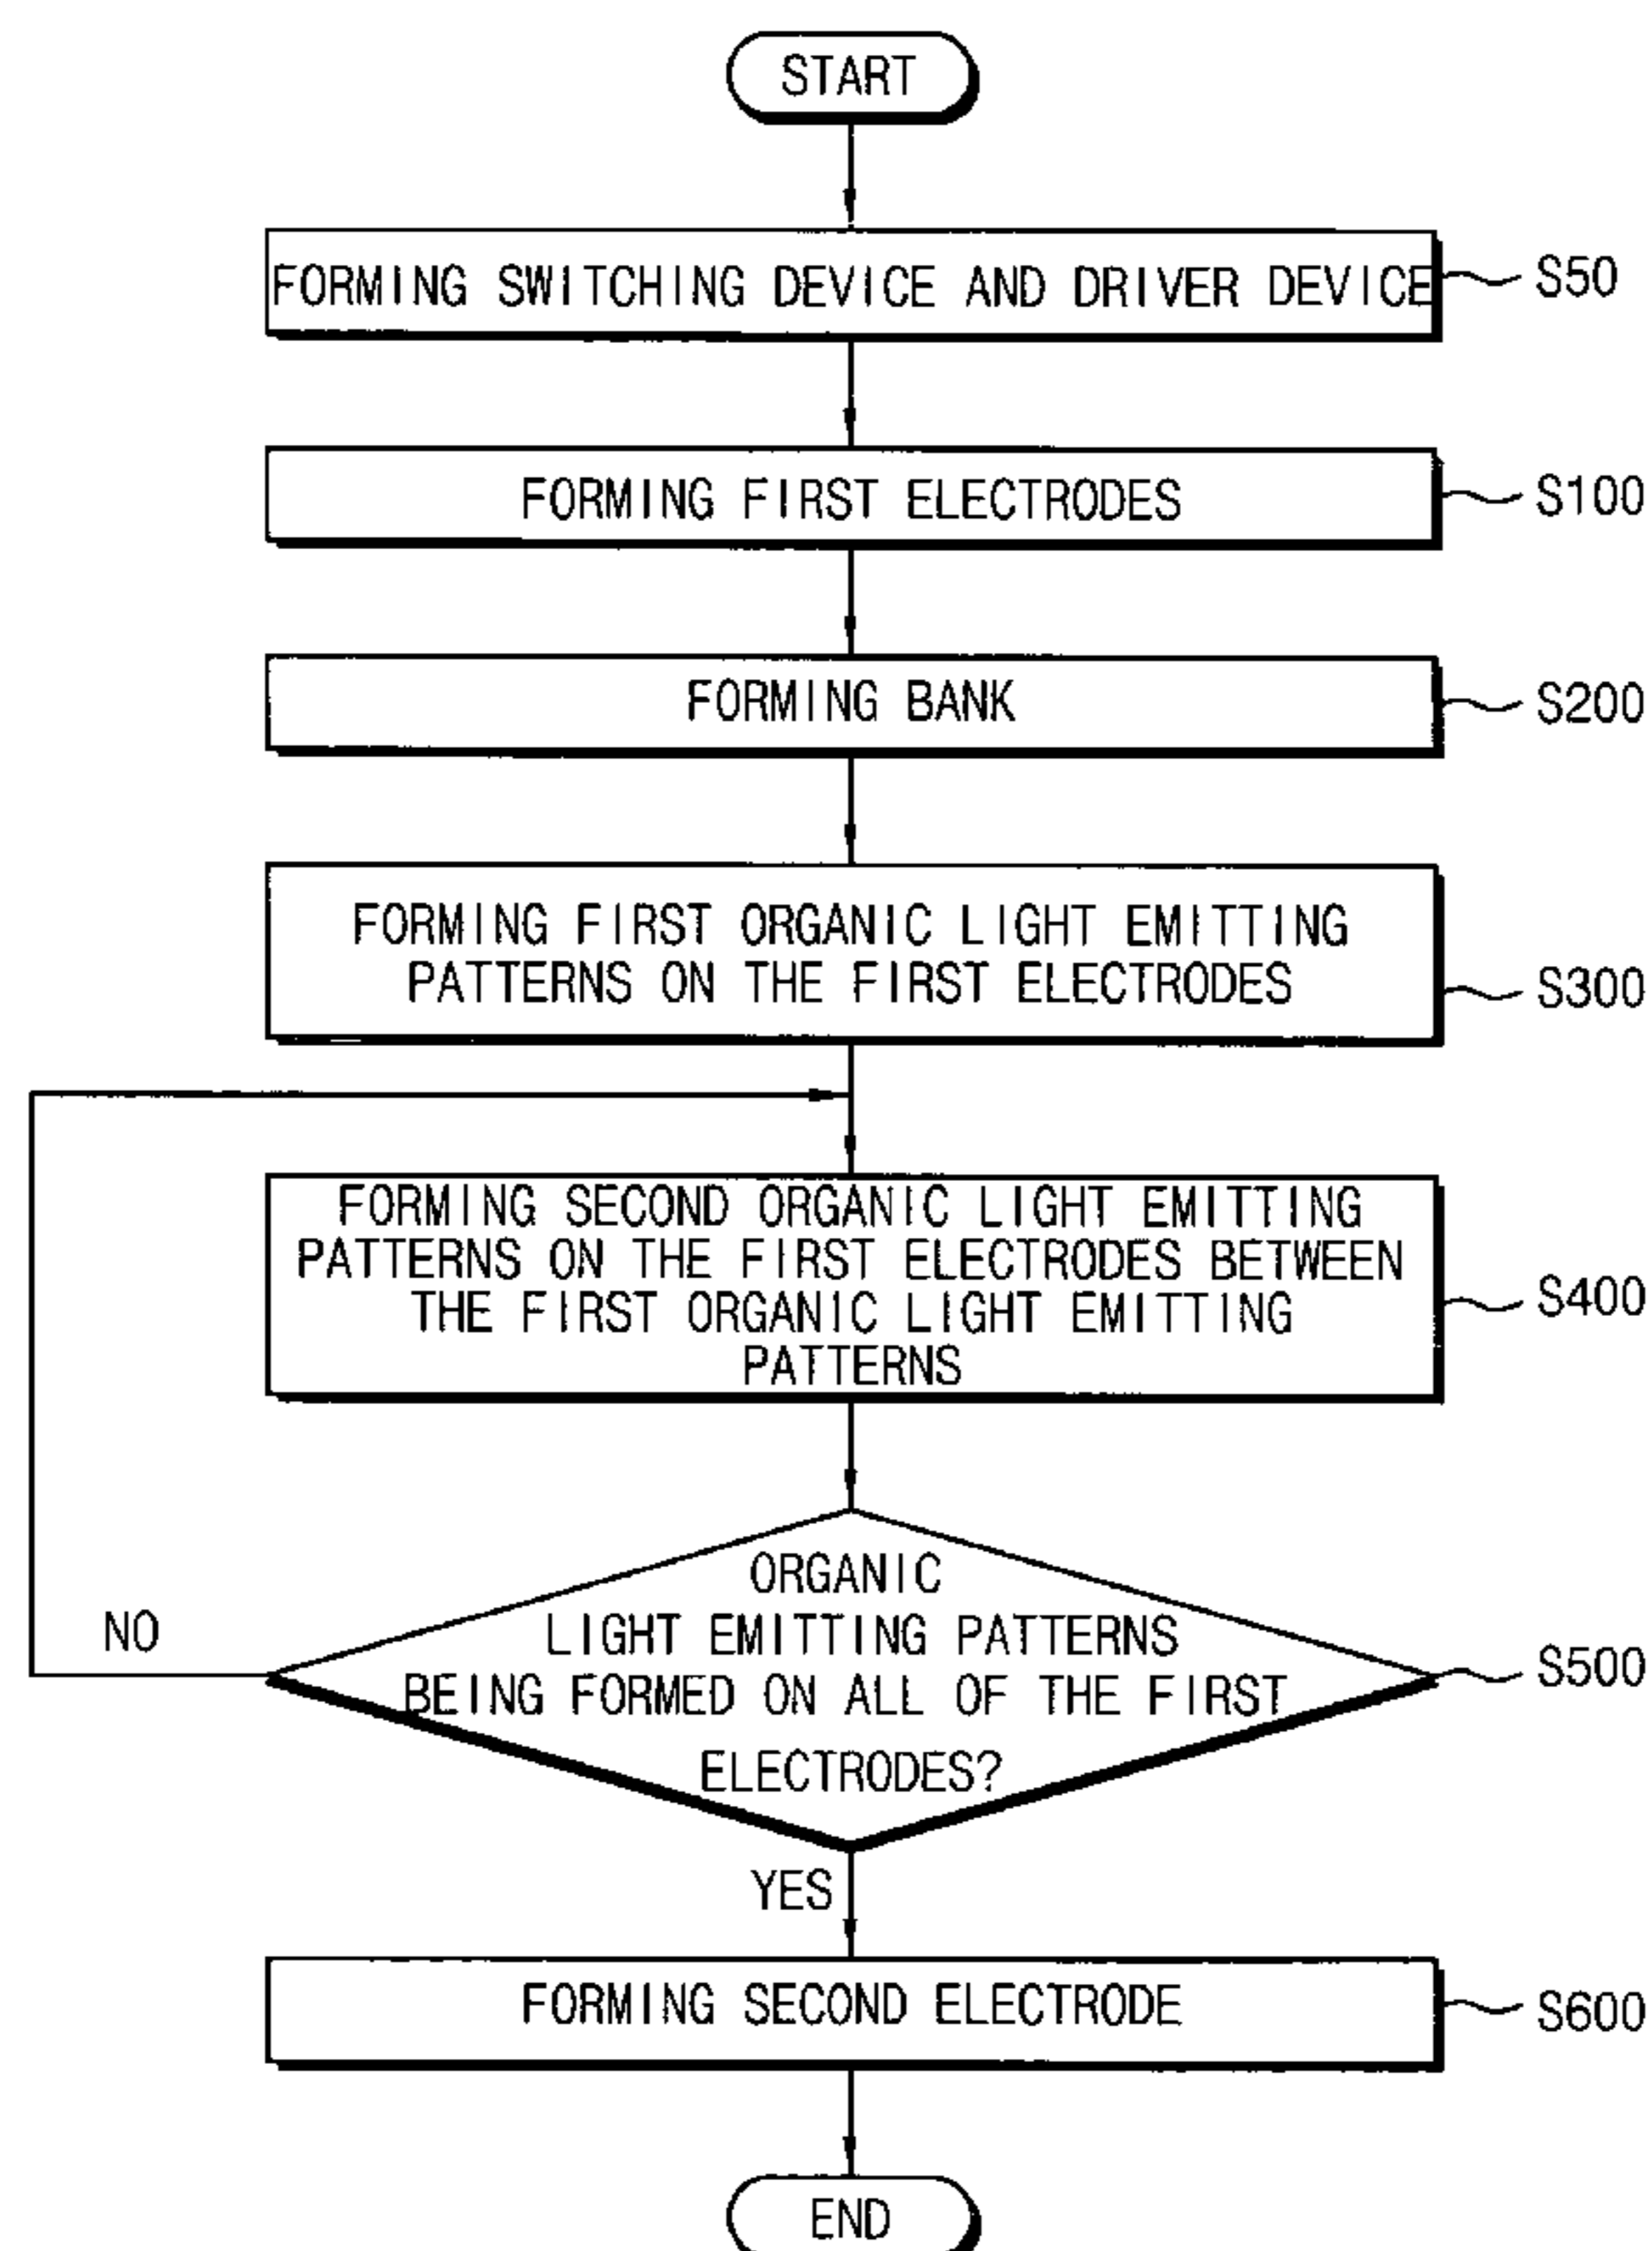 START
FORMING SWITCHING DEVICE AND DRIVER DEVICE
S50
FORMING FIRST ELECTRODES
S100
FORMING BANK
S200
FORMING FIRST ORGANIC LIGHT EMITTING
PATTERNS ON THE FIRST ELECTRODES
S300
FORMING SECOND ORGANIC LIGHT EMITTING
PATTERNS ON THE FIRST ELECTRODES BETWEEN
THE FIRST ORGANIC LIGHT EMITTING
PATTERNS
S400
ORGANIC
LIGHT EMITTING PATTERNS
BEING FORMED ON ALL OF THE FIRST
ELECTRODES?
S500
NO
YES
FORMING SECOND ELECTRODE
S600
END